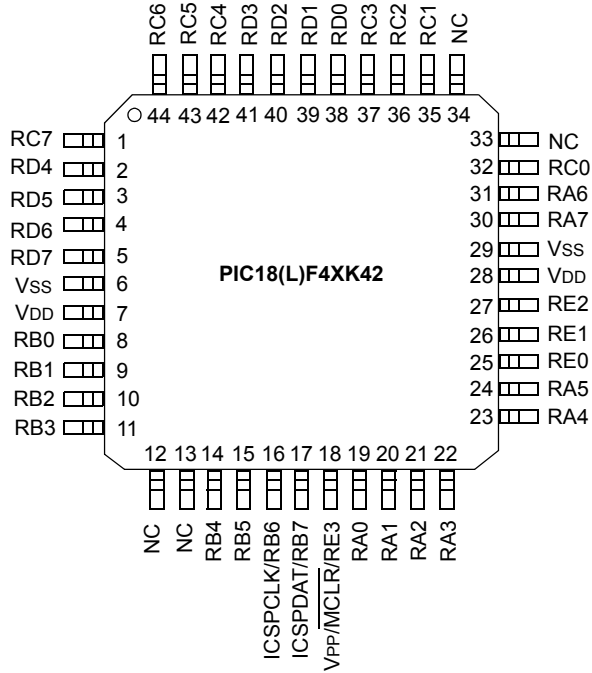 RC6 RC5 RC4 RD3 RD2 RD1 RD0 RC3 RC2 RC1 NC
44 43 42 41 40 39 38 37 36 35 34
RC7 1
RD4 2
RD5 3
RD6 4
RD7 5
VSS 6
VDD 7
RB0 8
RB1 9
RB2 10
RB3 11
PIC18(L)F4XK42
33 NC
32 RC0
31 RA6
30 RA7
29 VSS
28 VDD
27 RE2
26 RE1
25 RE0
24 RA5
23 RA4
12 13 14 15 16 17 18 19 20 21 22
NC NC RB4 RB5 ICSPCLK/RB6 ICSPDAT/RB7 VPP/MCLR/RE3 RA0 RA1 RA2 RA3